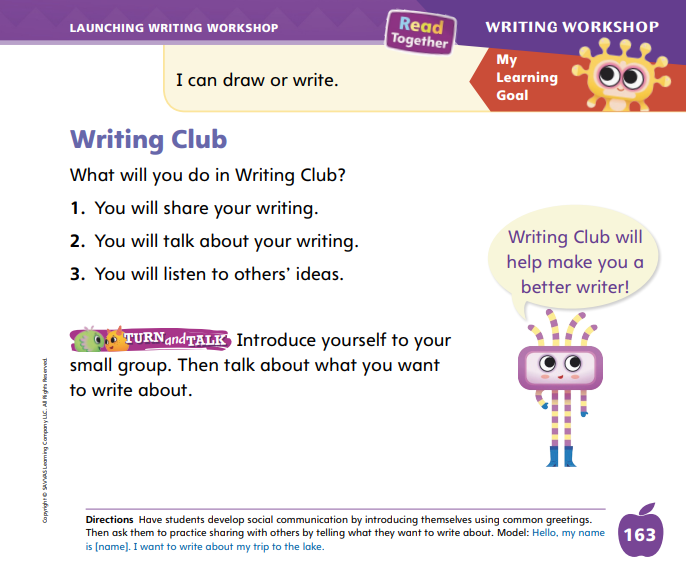 LAUNCHING WRITING WORKSHOP
Read
Together
WRITING WORKSHOP
My
Learning
Goal
I can draw or write.
Writing Club
What will you do in Writing Club?
1. You will share your writing.
2. You will talk about your writing.
3. You will listen to others’ ideas.
Writing Club will
help make you a
better writer!
TURN and TALK Introduce yourself to your
small group. Then talk about what you want
to write about.
Copyright © SAVVAS Learning Company LLC. All Rights Reserved.
Directions Have students develop social communication by introducing themselves using common greetings.
Then ask them to practice sharing with others by telling what they want to write about. Model: Hello, my name
is [name]. I want to write about my trip to the lake.
163